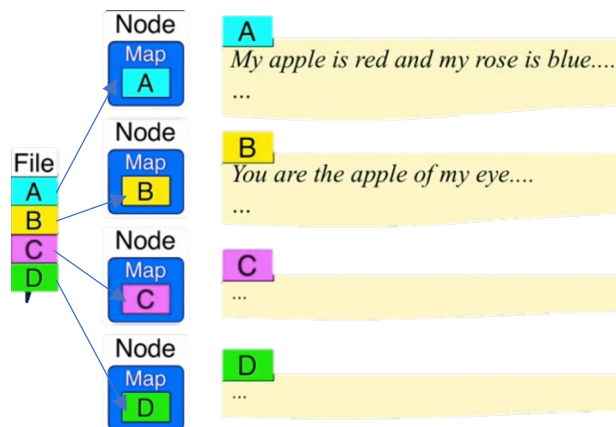 File
A
B
C
D
Node
Map
A
Node
Map
B
Node
Map
C
Node
Map
D
A
My apple is red and my rose is blue....
...
B
You are the apple of my eye....
...
C
...
D
...